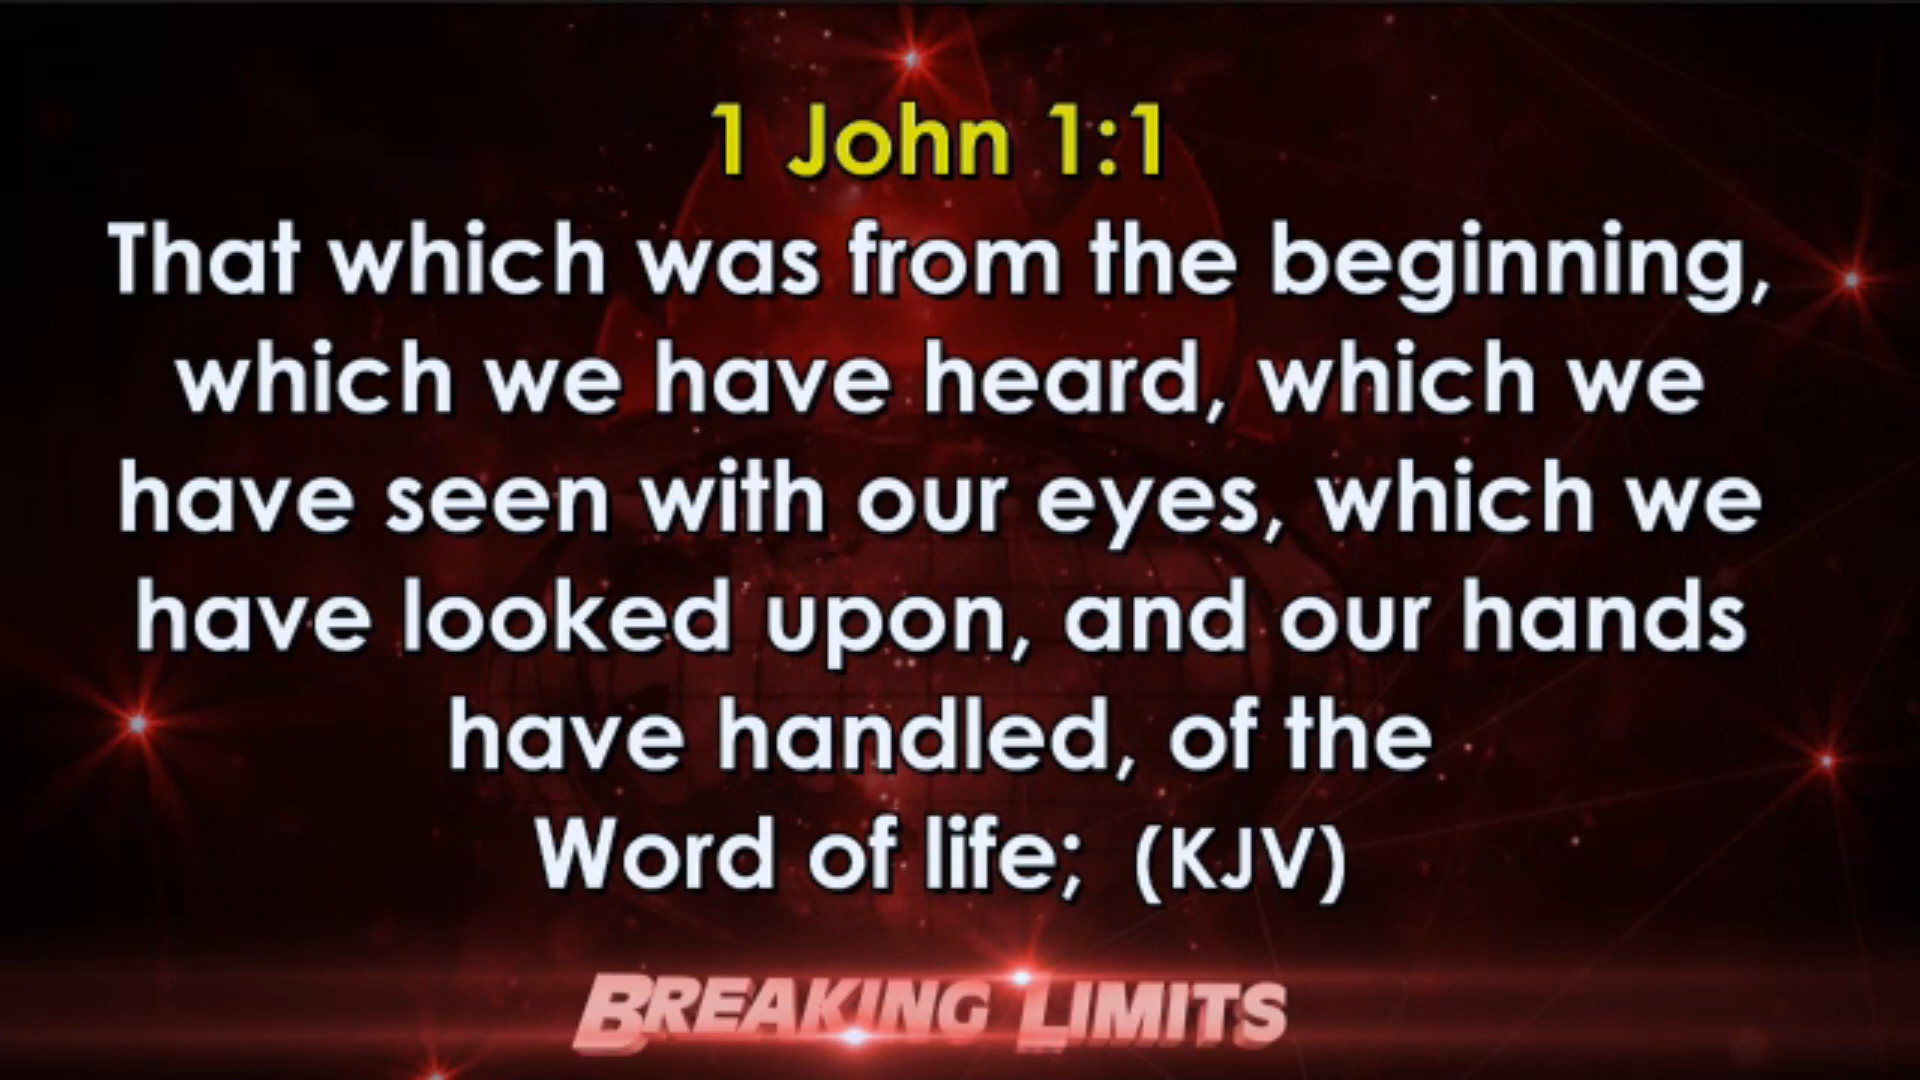 1 John 1:1
That which was from the beginning,
which we have heard, which we
have seen with our eyes, which we
have looked upon, and our hands
have handled, of the
Word of life; (KJV)
BREAKING LIMITS